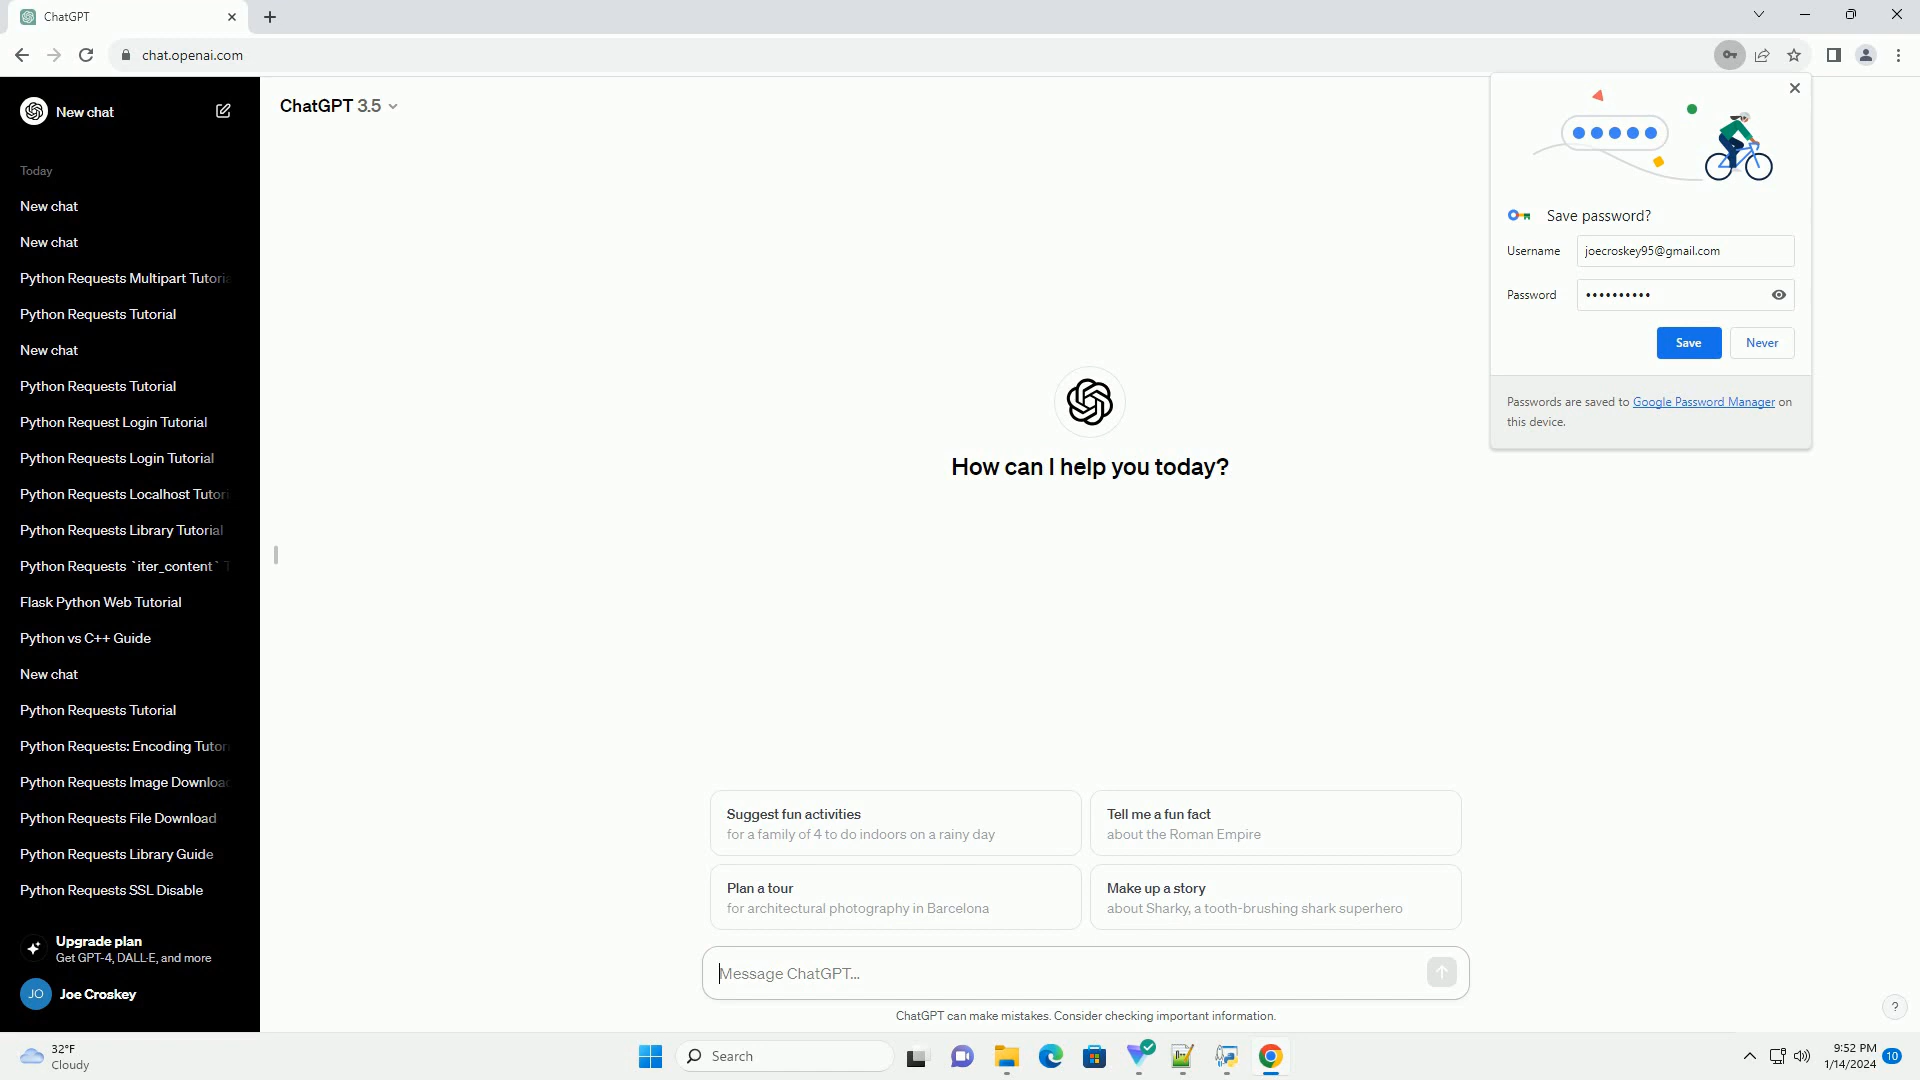 ChatGPT
chat.openai.com
New chat
Today
New chat
New chat
Python Requests Multipart Tutoria
Python Requests Tutorial
New chat
Python Requests Tutorial
Python Request Login Tutorial
Python Requests Login Tutorial
Python Requests Localhost Tutori
Python Requests Library Tutorial
Python Requests `iter_content` T
Flask Python Web Tutorial
Python vs C++ Guide
New chat
Python Requests Tutorial
Python Requests: Encoding Tutori
Python Requests Image Download
Python Requests File Download
Python Requests Library Guide
Python Requests SSL Disable
Upgrade plan
Get GPT-4, DALL·E, and more
JO Joe Croskey
ChatGPT 3.5
Save password?
Username joecroskey95@gmail.com
Password ••••••••••
Save Never
Passwords are saved to Google Password Manager on
this device.
How can I help you today?
Suggest fun activities
for a family of 4 to do indoors on a rainy day
Tell me a fun fact
about the Roman Empire
Plan a tour
for architectural photography in Barcelona
Make up a story
about Sharky, a tooth-brushing shark superhero
Message ChatGPT…
ChatGPT can make mistakes. Consider checking important information.
?
32°F
Cloudy
Search
9:52 PM
1/14/2024
10